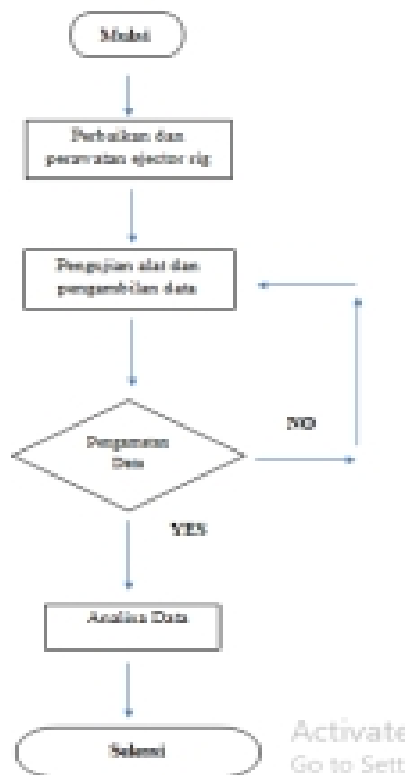 Mulai
Perbaikan dan
perawatan ejector rig
Pengujian alat dan
pengambilan data
Pengamatan
Data
NO
YES
Analisa Data
Selesai
Activate
Go to Sett